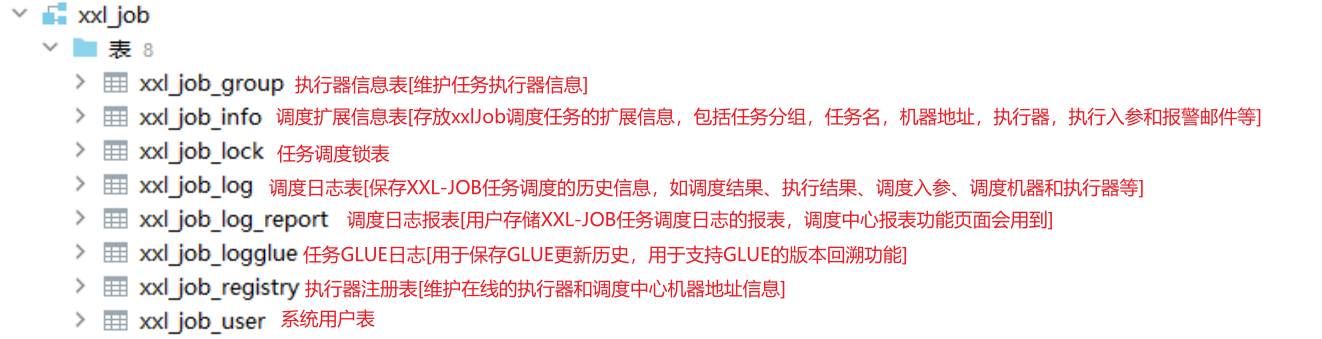 xxl_job
表 8
xxl_job_group 执行器信息表[维护任务执行器信息]
xxl_job_info 调度扩展信息表[存放xxlJob调度任务的扩展信息，包括任务分组，任务名，机器地址，执行器，执行入参和报警邮件等]
xxl_job_lock 任务调度锁表
xxl_job_log 调度日志表[保存XXL-JOB任务调度的历史信息，如调度结果、执行结果、调度入参、调度机器和执行器等]
xxl_job_log_report 调度日志报表[用户存储XXL-JOB任务调度日志的报表，调度中心报表功能页面会用到]
xxl_job_logglue 任务GLUE日志[用于保存GLUE更新历史，用于支持GLUE的版本回溯功能]
xxl_job_registry 执行器注册表[维护在线的执行器和调度中心机器地址信息]
xxl_job_user 系统用户表